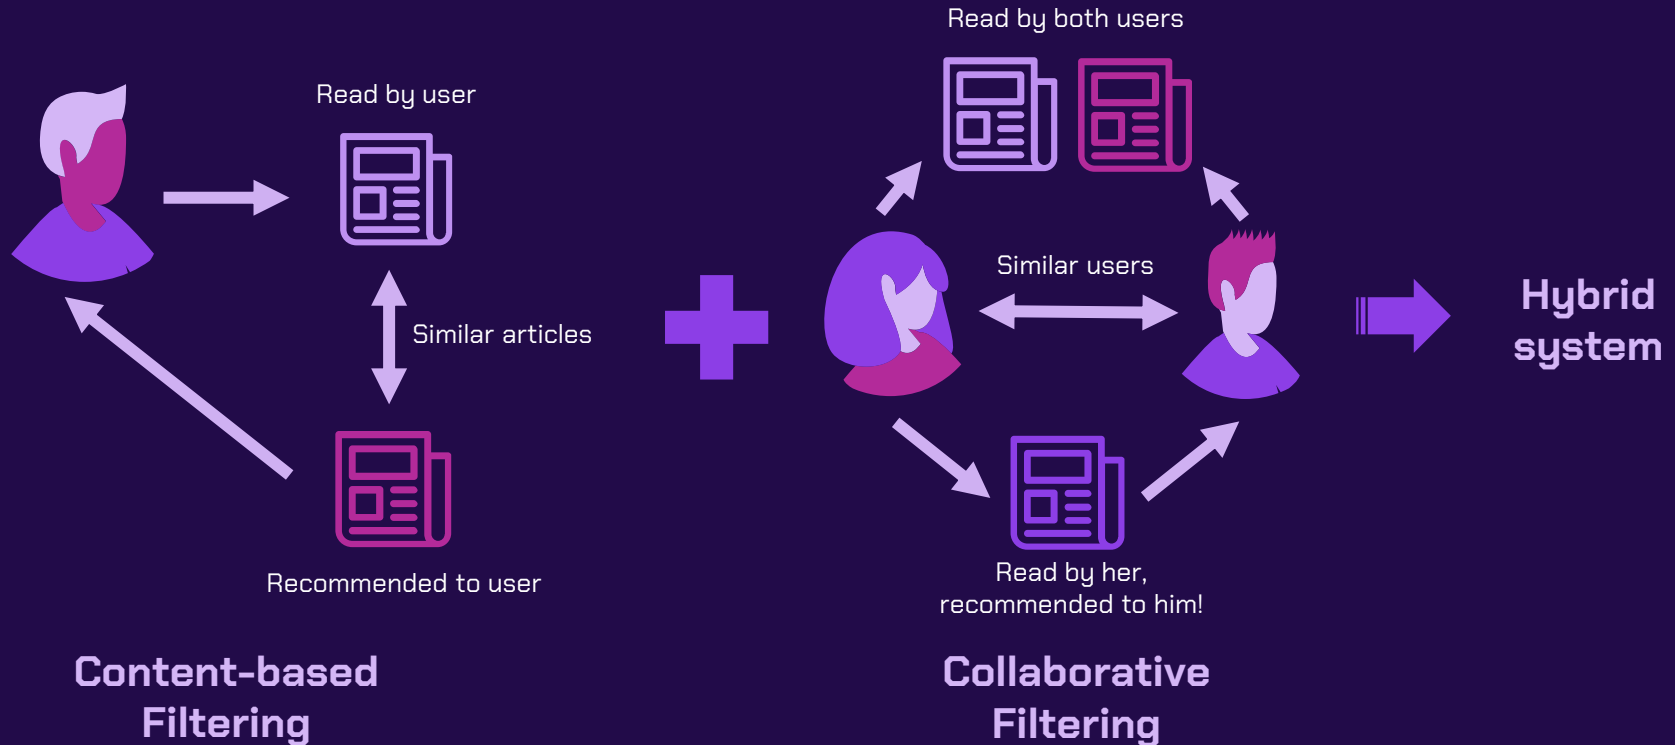 Read by user
Similar articles
Recommended to user
Content-based
Filtering
Read by both users
Similar users
Read by her,
recommended to him!
Collaborative
Filtering
Hybrid
system